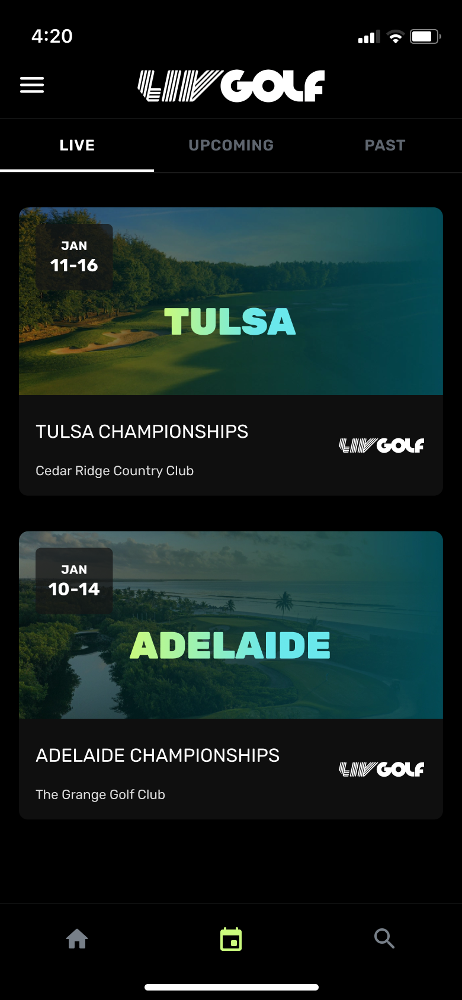 4:20
LIV GOLF
LIVE
UPCOMING
PAST
JAN
11-16
TULSA
TULSA CHAMPIONSHIPS
LIV GOLF
Cedar Ridge Country Club
JAN
10-14
ADELAIDE
ADELAIDE CHAMPIONSHIPS
LIV GOLF
The Grange Golf Club